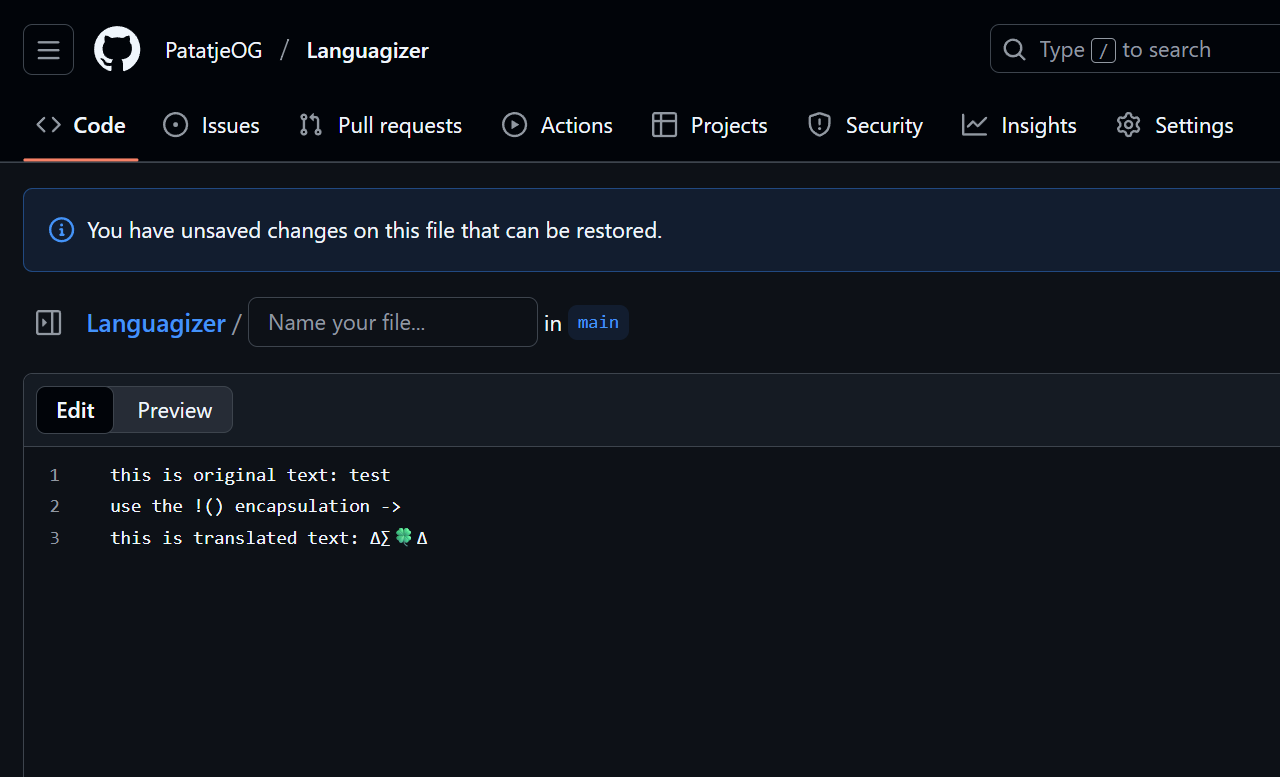 PatatjeOG / Languagizer
Type / to search
Code Issues Pull requests Actions Projects Security Insights Settings
You have unsaved changes on this file that can be restored.
Languagizer / Name your file... in main
Edit Preview
1 this is original text: test
2 use the !() encapsulation ->
3 this is translated text: Δ∑🍀Δ